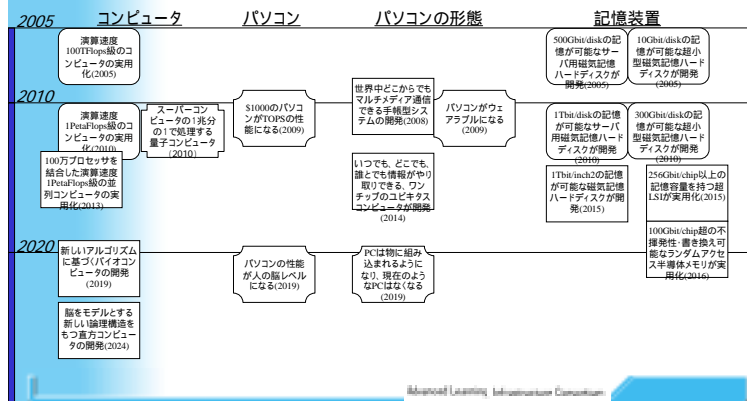 2005
コンピュータ
パソコン
パソコンの形態
記憶装置
演算速度
100TFlops級のコ
ンピュータの実用
化(2005)
500Gbit/diskの記
憶が可能なサー
バ用磁気記憶
ハードディスクが
開発(2005)
10Gbit/diskの記
憶が可能な超小
型磁気記憶ハード
ディスクが開発
(2005)
2010
演算速度
1PetaFlops級のコ
ンピュータの実用
化(2010)
スーパーコン
ピュータの1兆分
の1で処理する
量子コンピュータ
(2010)
$1000のパソコ
ンがTOPSの性
能になる(2009)
世界中どこからでも
マルチメディア通信
できる手帳型シス
テムの開発(2008)
パソコンがウェ
アラブルになる
(2009)
1Tbit/diskの記憶
が可能なサーバ
用磁気記憶ハー
ドディスクが開発
(2010)
300Gbit/diskの記
憶が可能な超小
型磁気記憶ハード
ディスクが開発
(2010)
100万プロセッサを
結合した演算速度
1PetaFlops級の並
列コンピュータの実
用化(2013)
いつでも、どこでも、
誰とでも情報がやり
取りできる、ワン
チップのユビキタス
コンピュータが開発
(2014)
1Tbit/inch2の記
憶が可能な磁気記
憶ハードディスクが
開発(2015)
256Gbit/chip以上の
記憶容量を持つ超
LSIが実用化(2015)
100Gbit/chip超の不
揮発性・書き換え可
能なランダムアクセ
ス半導体メモリが実
用化(2016)
2020
新しいアルゴリズム
に基づくバイオコン
ピュータの開発
(2019)
パソコンの性能
が人の脳レベル
になる(2019)
PCは物に組み
込まれるように
なり、現在のよう
なPCはなくなる
(2019)
脳をモデルとする
新しい論理構造を
もつ直方コンピュー
タの開発(2024)
Advanced Learning Infrastructure Consortium